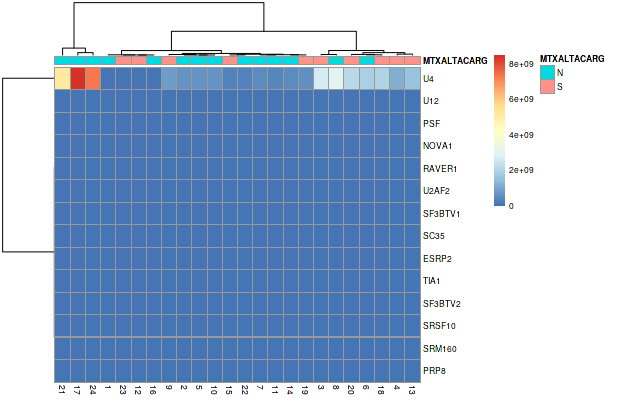 MTXALTACARG
U4
U12
PSF
NOVA1
RAVER1
U2AF2
SF3BTV1
SC35
ESRP2
TIA1
SF3BTV2
SRSF10
SRM160
PRP8
21 17 24 1 23 12 16 9 2 5 10 15 22 7 11 14 19 3 8 20 6 18 4 13
8e+09
6e+09
4e+09
2e+09
0
MTXALTACARG
N
S